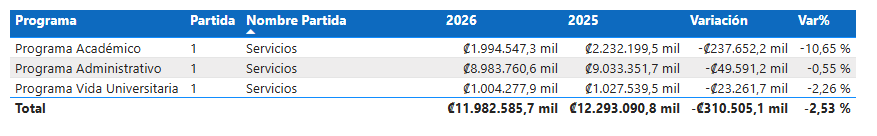 Programa Partida Nombre Partida 2026 2025 Variación Var%
Programa Académico 1 Servicios ₡1.994.547,3 mil ₡2.232.199,5 mil -₡237.652,2 mil -10,65 %
Programa Administrativo 1 Servicios ₡8.983.760,6 mil ₡9.033.351,7 mil -₡49.591,2 mil -0,55 %
Programa Vida Universitaria 1 Servicios ₡1.004.277,9 mil ₡1.027.539,5 mil -₡23.261,7 mil -2,26 %
Total ₡11.982.585,7 mil ₡12.293.090,8 mil -₡310.505,1 mil -2,53 %